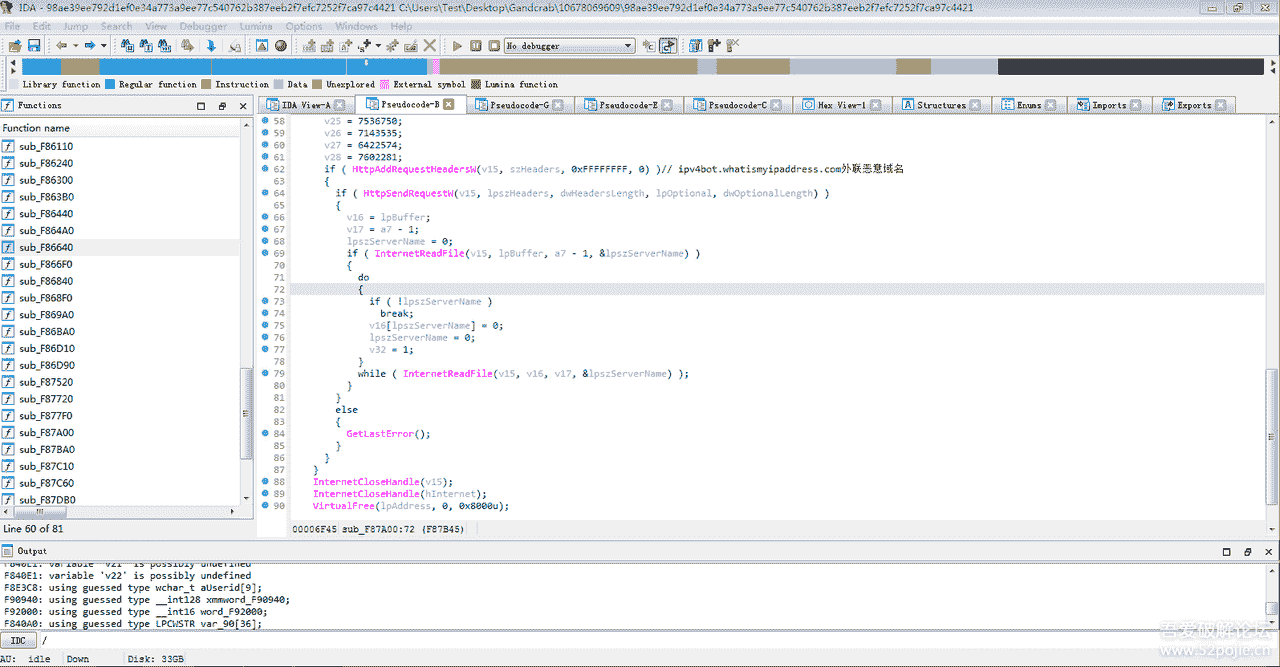 IDA - 98ae39ee792d1ef0e34a773a9ee77c540762b387eeb2f7efc7252f7ca97c4421 C:\Users\Test\Desktop\Gandcrab\10678069609\98ae39ee792d1ef0e34a773a9ee77c540762b387eeb2f7efc7252f7ca97c4421
File Edit Jump Search View Debugger Lumina Options Windows Help
No debugger
Library function Regular function Instruction Data Unexplored External symbol Lumina function
Functions
IDA View-A Pseudocode-B Pseudocode-G Pseudocode-E Pseudocode-C Hex View-1 Structures Enums Imports Exports
Function name
sub_F86110
sub_F86240
sub_F86300
sub_F863B0
sub_F86440
sub_F864A0
sub_F86640
sub_F866F0
sub_F86840
sub_F868F0
sub_F869A0
sub_F86BA0
sub_F86D10
sub_F86D90
sub_F87520
sub_F87720
sub_F877F0
sub_F87A00
sub_F87BA0
sub_F87C10
sub_F87C60
sub_F87DB0
Line 60 of 81
58 v25 = 7536750;
59 v26 = 7143535;
60 v27 = 6422574;
61 v28 = 7602281;
62 if ( HttpAddRequestHeadersW(v15, szHeaders, 0xFFFFFFFF, 0) )// ipv4bot.whatismyipaddress.com外联恶意域名
63 {
64 if ( HttpSendRequestW(v15, lpszHeaders, dwHeadersLength, lpOptional, dwOptionalLength) )
65 {
66 v16 = lpBuffer;
67 v17 = a7 - 1;
68 lpszServerName = 0;
69 if ( InternetReadFile(v15, lpBuffer, a7 - 1, &lpszServerName) )
70 {
71 do
72 {
73 if ( !lpszServerName )
74 break;
75 v16[lpszServerName] = 0;
76 lpszServerName = 0;
77 v32 = 1;
78 }
79 while ( InternetReadFile(v15, v16, v17, &lpszServerName) );
80 }
81 }
82 else
83 {
84 GetLastError();
85 }
86 }
87 }
88 InternetCloseHandle(v15);
89 InternetCloseHandle(hInternet);
90 VirtualFree(lpAddress, 0, 0x8000u);
00006F45 sub_F87A00:72 (F87B45)
Output
F840E1: variable 'v21' is possibly undefined
F840E1: variable 'v22' is possibly undefined
F8E3C8: using guessed type wchar_t aUserid[9];
F90940: using guessed type __int128 xmmword_F90940;
F92000: using guessed type __int16 word_F92000;
F840A0: using guessed type LPCWSTR var_90[36];
IDC /
AU: idle Down Disk: 33GB
吾爱破解论坛
www.52pojie.cn